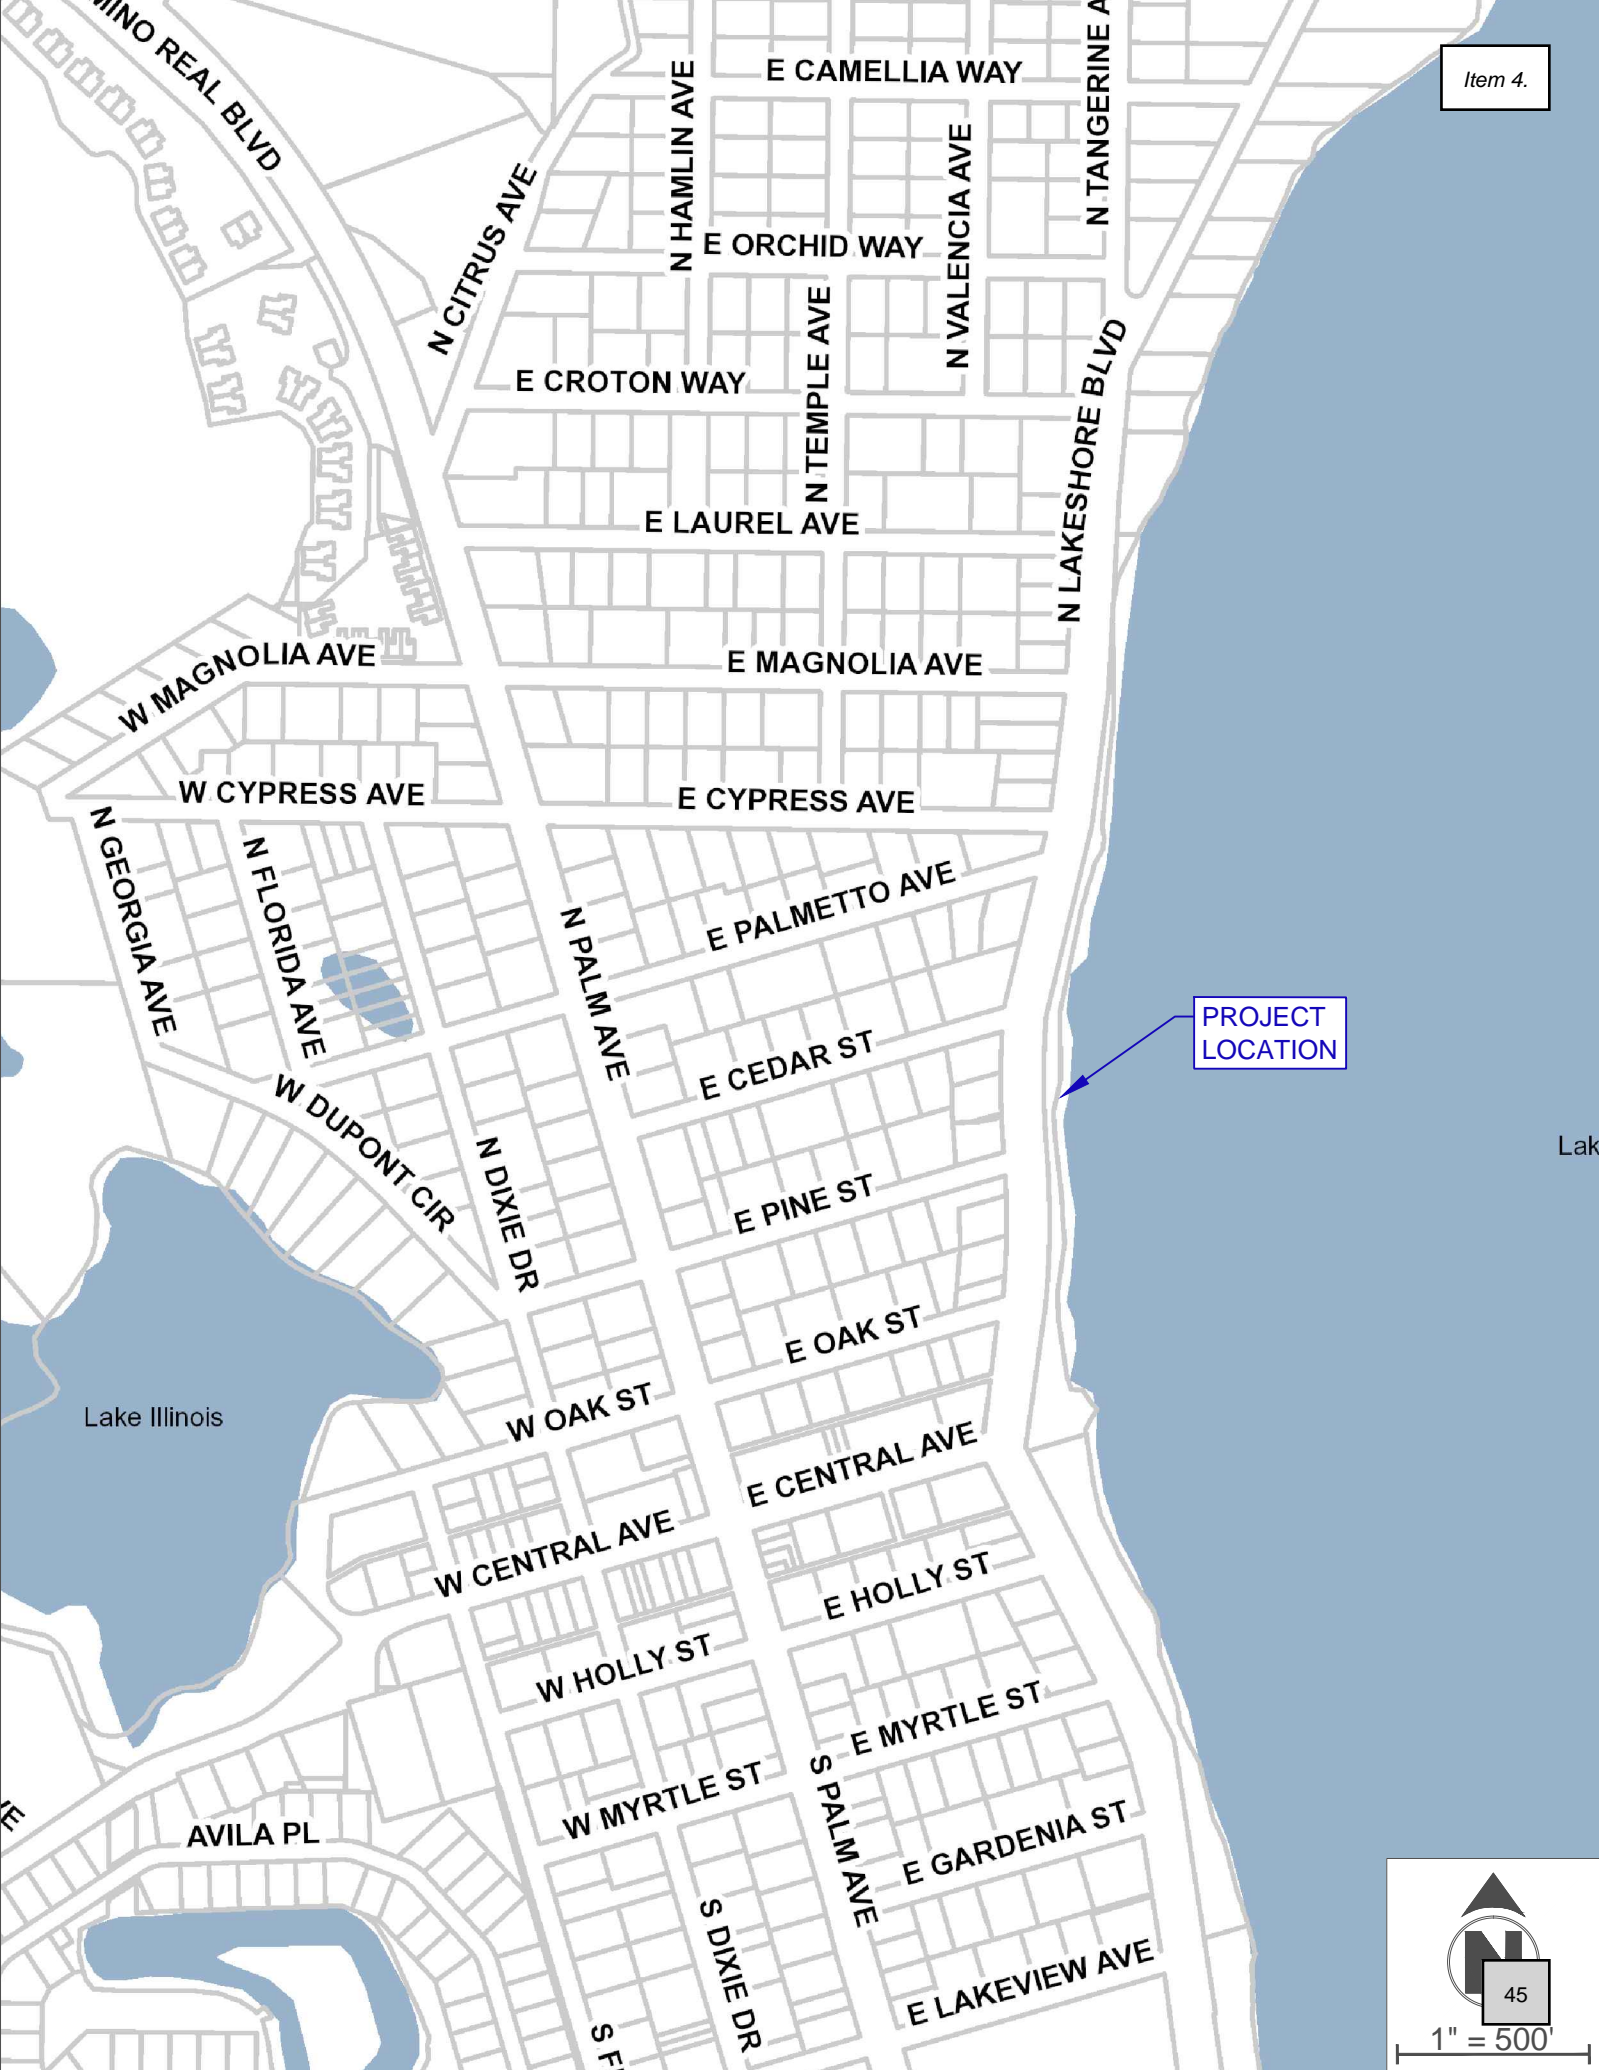 MINO REAL BLVD
E CAMELLIA WAY
N TANGERINE A
Item 4.
N HAMLIN AVE
N CITRUS AVE
N VALENCIA AVE
E ORCHID WAY
N TEMPLE AVE
N LAKESHORE BLVD
E CROTON WAY
E LAUREL AVE
W MAGNOLIA AVE
E MAGNOLIA AVE
W CYPRESS AVE
E CYPRESS AVE
N GEORGIA AVE
N FLORIDA AVE
E PALMETTO AVE
N PALM AVE
PROJECT
LOCATION
E CEDAR ST
W DUPONT CIR
N DIXIE DR
Lak
E PINE ST
E OAK ST
Lake Illinois
W OAK ST
E CENTRAL AVE
W CENTRAL AVE
E HOLLY ST
W HOLLY ST
E MYRTLE ST
S PALM AVE
W MYRTLE ST
E GARDENIA ST
AVILA PL
S DIXIE DR
E LAKEVIEW AVE
N
45
1" = 500'